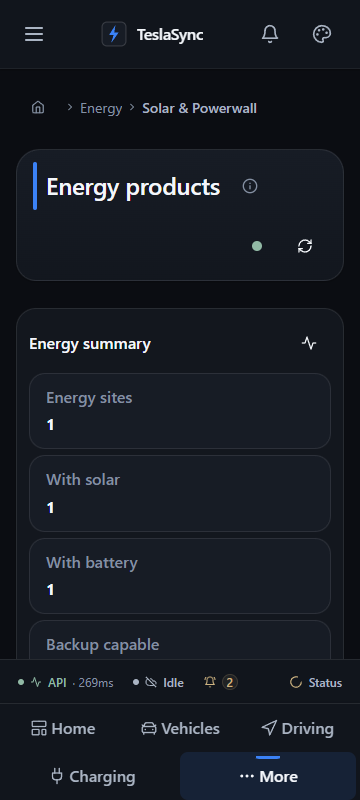 TeslaSync
Energy › Solar & Powerwall
Energy products
Energy summary
Energy sites
1
With solar
1
With battery
1
Backup capable
API · 269ms Idle 2 Status
Home Vehicles Driving
Charging More